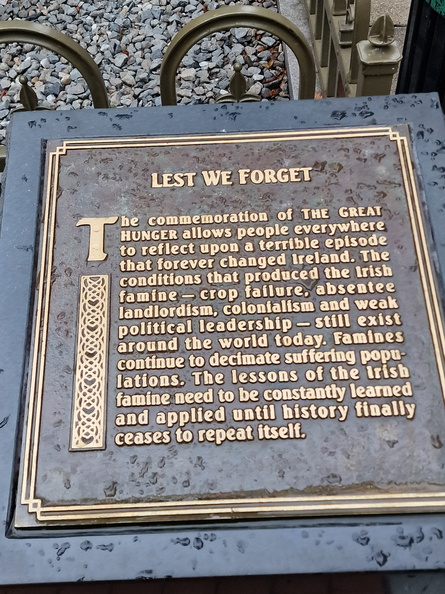 LEST WE FORGET
The commemoration of THE GREAT
HUNGER allows people everywhere
to reflect upon a terrible episode
that forever changed Ireland. The
conditions that produced the Irish
famine — crop failure, absentee
landlordism, colonialism and weak
political leadership — still exist
around the world today. Famines
continue to decimate suffering popu-
lations. The lessons of the Irish
famine need to be constantly learned
and applied until history finally
ceases to repeat itself.